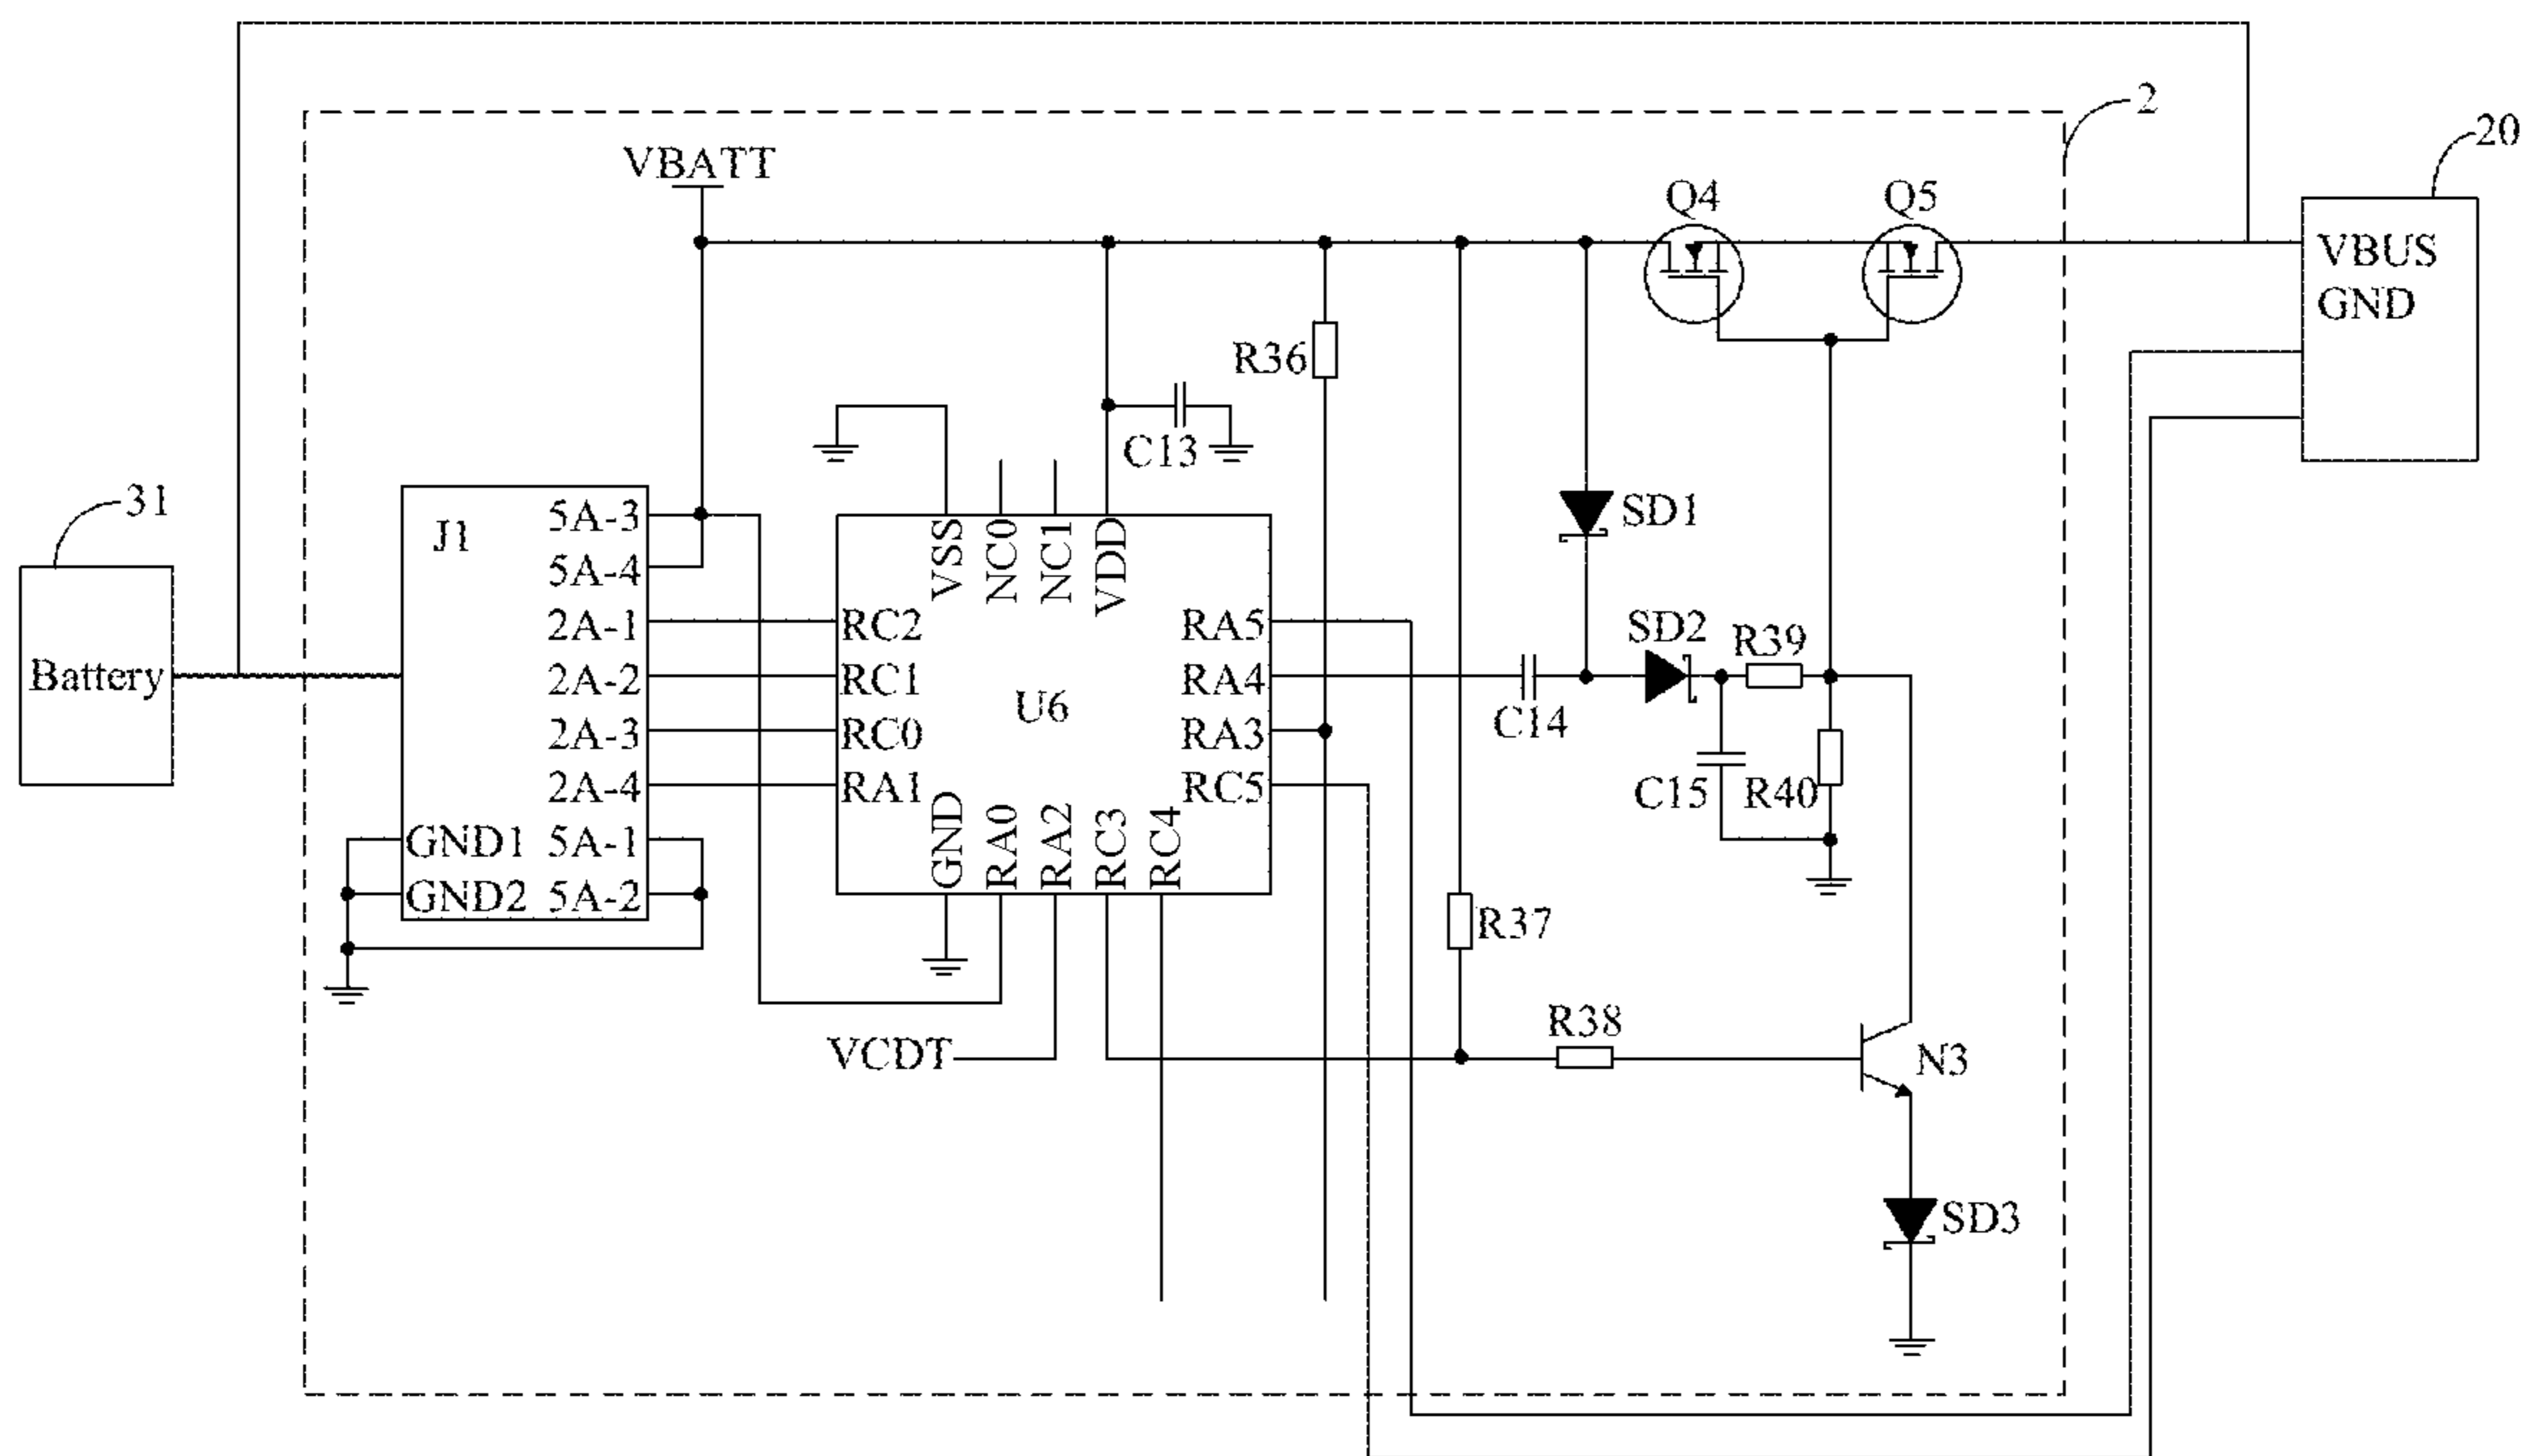 2
20
VBATT
Q4
Q5
VBUS
GND
R36
C13
31
J1
5A-3
5A-4
2A-1
2A-2
2A-3
2A-4
GND1
5A-1
GND2
5A-2
Battery
VSS
NC0
NC1
VDD
RC2
RC1
RC0
RA1
U6
RA5
RA4
RA3
RC5
GND
RA0
RA2
RC3
RC4
SD1
SD2
R39
C14
C15
R40
R37
VCDT
R38
N3
SD3